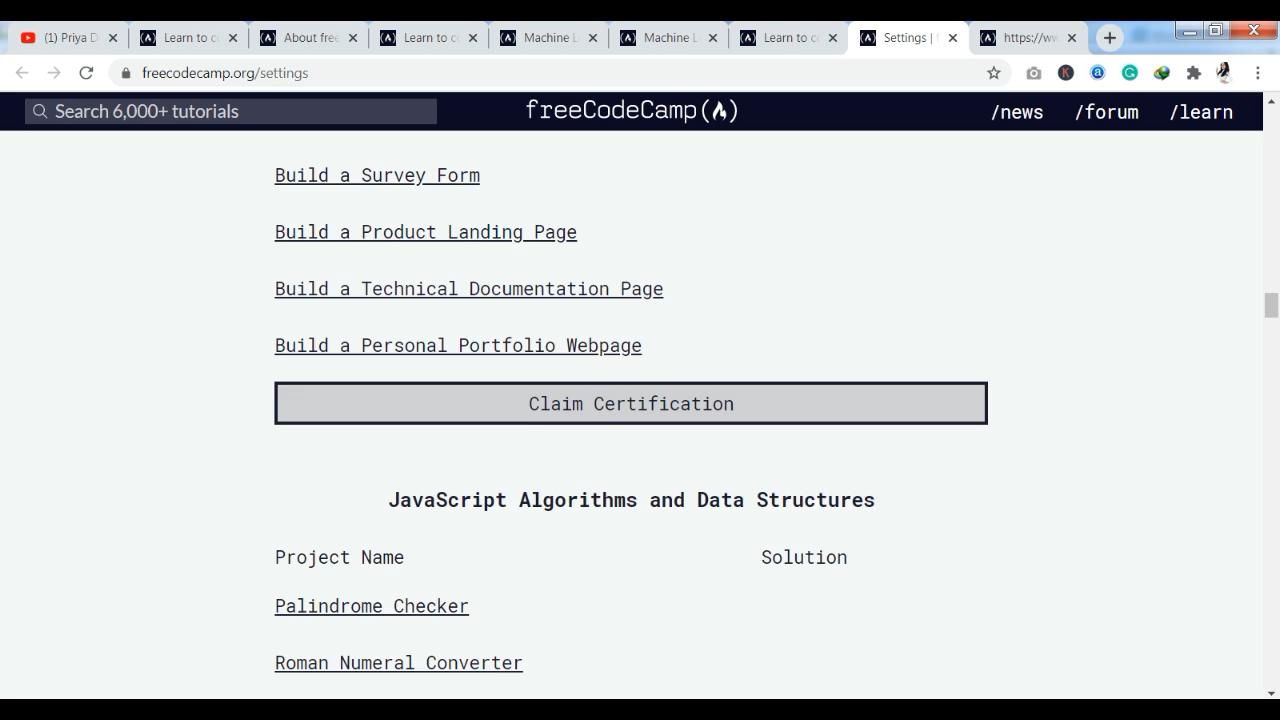 (1) Priya D
Learn to c
About free
Learn to c
Machine L
Machine L
Learn to c
Settings |
https://w
freecodecamp.org/settings
Search 6,000+ tutorials
freeCodeCamp
/news
/forum
/learn
Build a Survey Form
Build a Product Landing Page
Build a Technical Documentation Page
Build a Personal Portfolio Webpage
Claim Certification
JavaScript Algorithms and Data Structures
Project Name
Solution
Palindrome Checker
Roman Numeral Converter